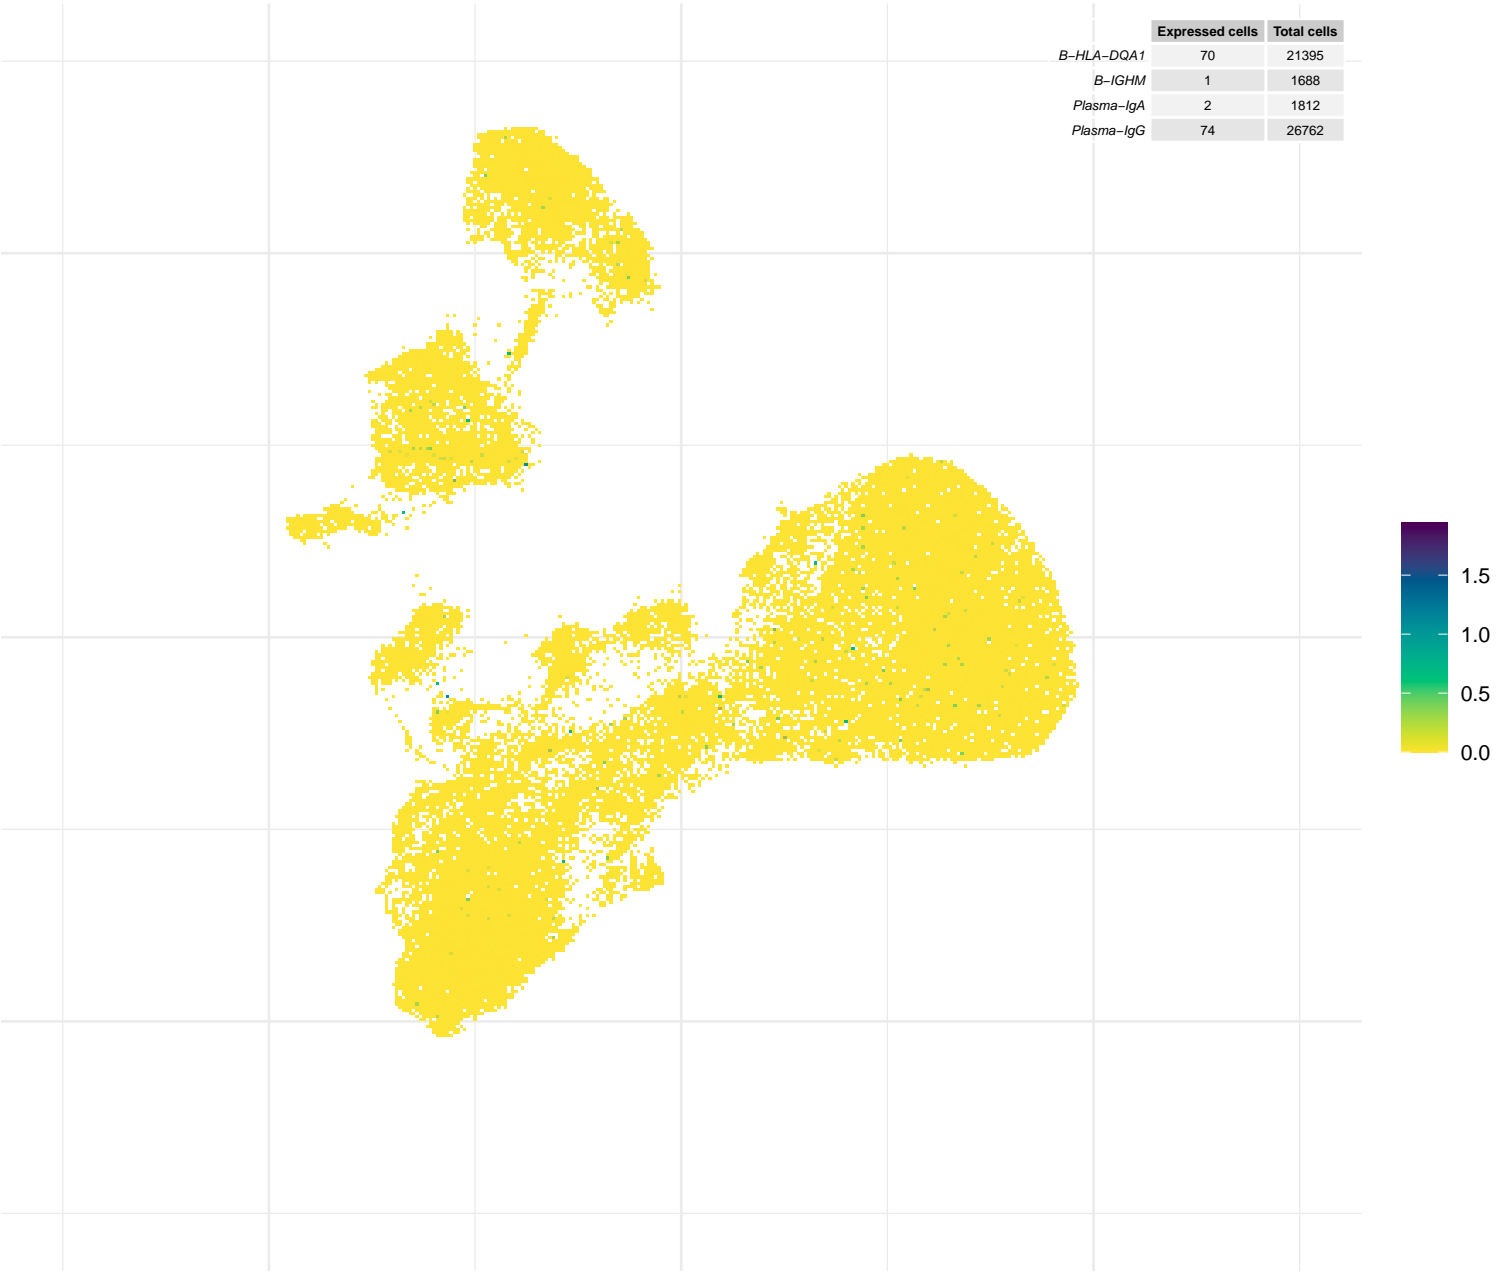 Expressed cells Total cells
B−HLA−DQA1 70 21395
B−IGHM 1 1688
Plasma−IgA 2 1812
Plasma−IgG 74 26762
1.5
1.0
0.5
0.0